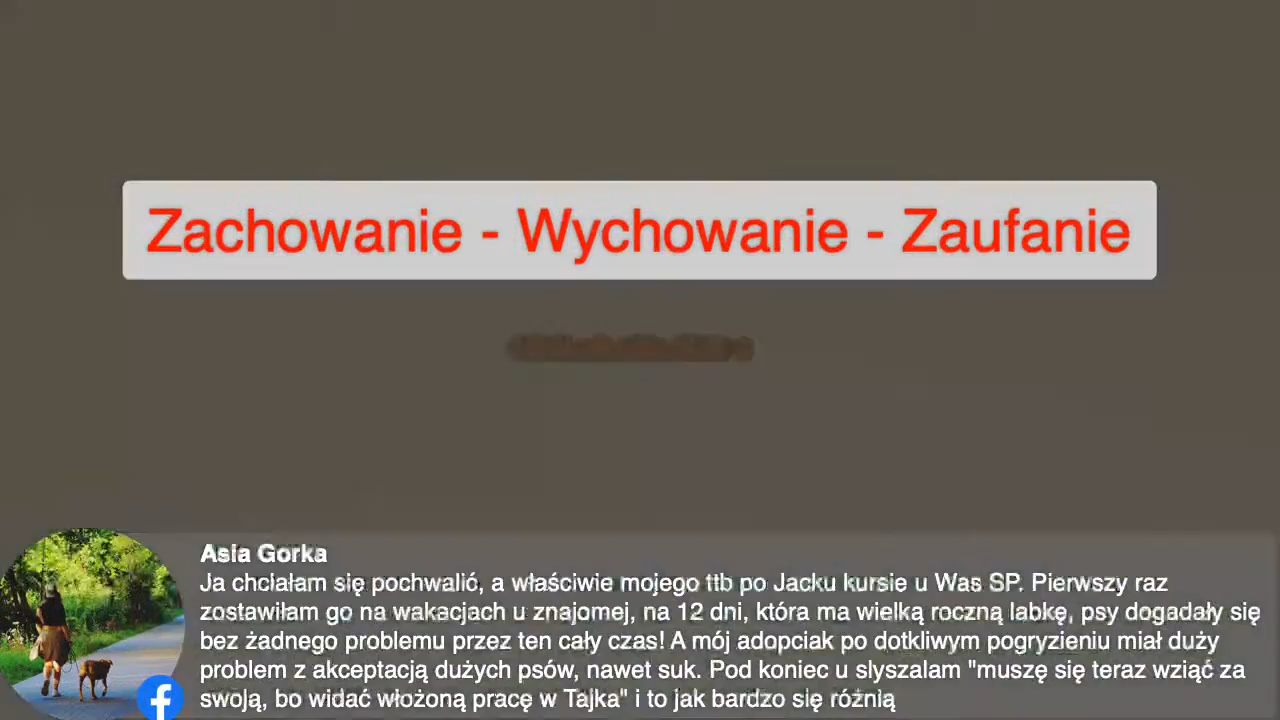 Zachowanie - Wychowanie - Zaufanie
Asia Gorka
Ja chciałam się pochwalić, a właściwie mojego ttb po Jacku kursie u Was SP. Pierwszy raz
zostawiłam go na wakacjach u znajomej, na 12 dni, która ma wielką roczną labkę, psy dogadały się
bez żadnego problemu przez ten cały czas! A mój adopciak po dotkliwym pogryzieniu miał duży
problem z akceptacją dużych psów, nawet suk. Pod koniec u slyszalam "muszę się teraz wziąć za
swoją, bo widać włożoną pracę w Tajka" i to jak bardzo się różnią